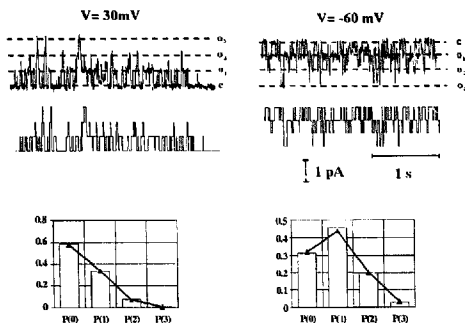 V= 30mV
V= -60 mV
o₃
o₂
o₁
c
c
o₁
o₂
o₃
1 pA
1 s
0.8
0.6
0.4
0.2
0
P(0) P(1) P(2) P(3)
0.5
0.4
0.3
0.2
0.1
0
P(0) P(1) P(2) P(3)